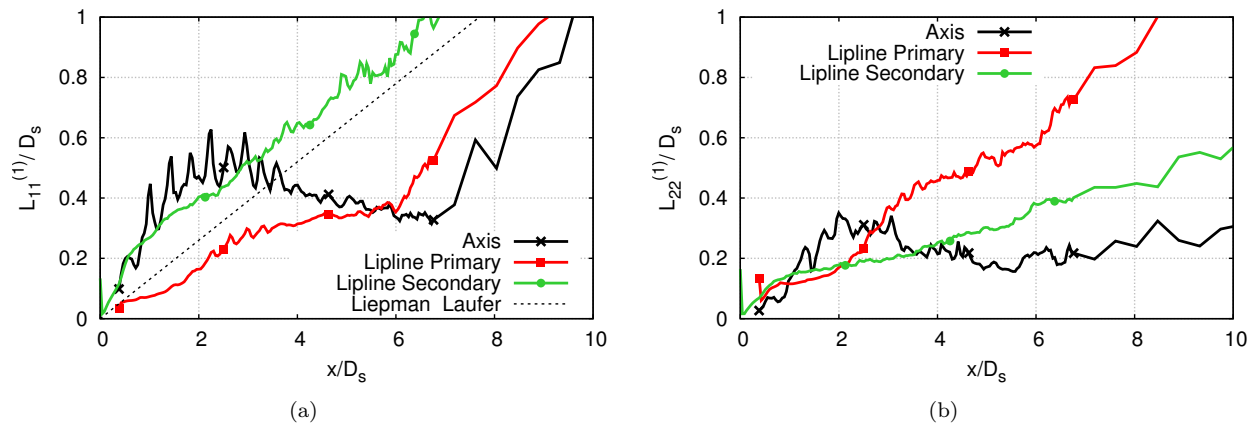 L11(1)/ Ds
1
0.8
0.6
0.4
0.2
0
0 2 4 6 8 10
x/Ds
Axis
Lipline Primary
Lipline Secondary
Liepman Laufer
(a)
L22(1)/ Ds
1
0.8
0.6
0.4
0.2
0
0 2 4 6 8 10
x/Ds
Axis
Lipline Primary
Lipline Secondary
(b)